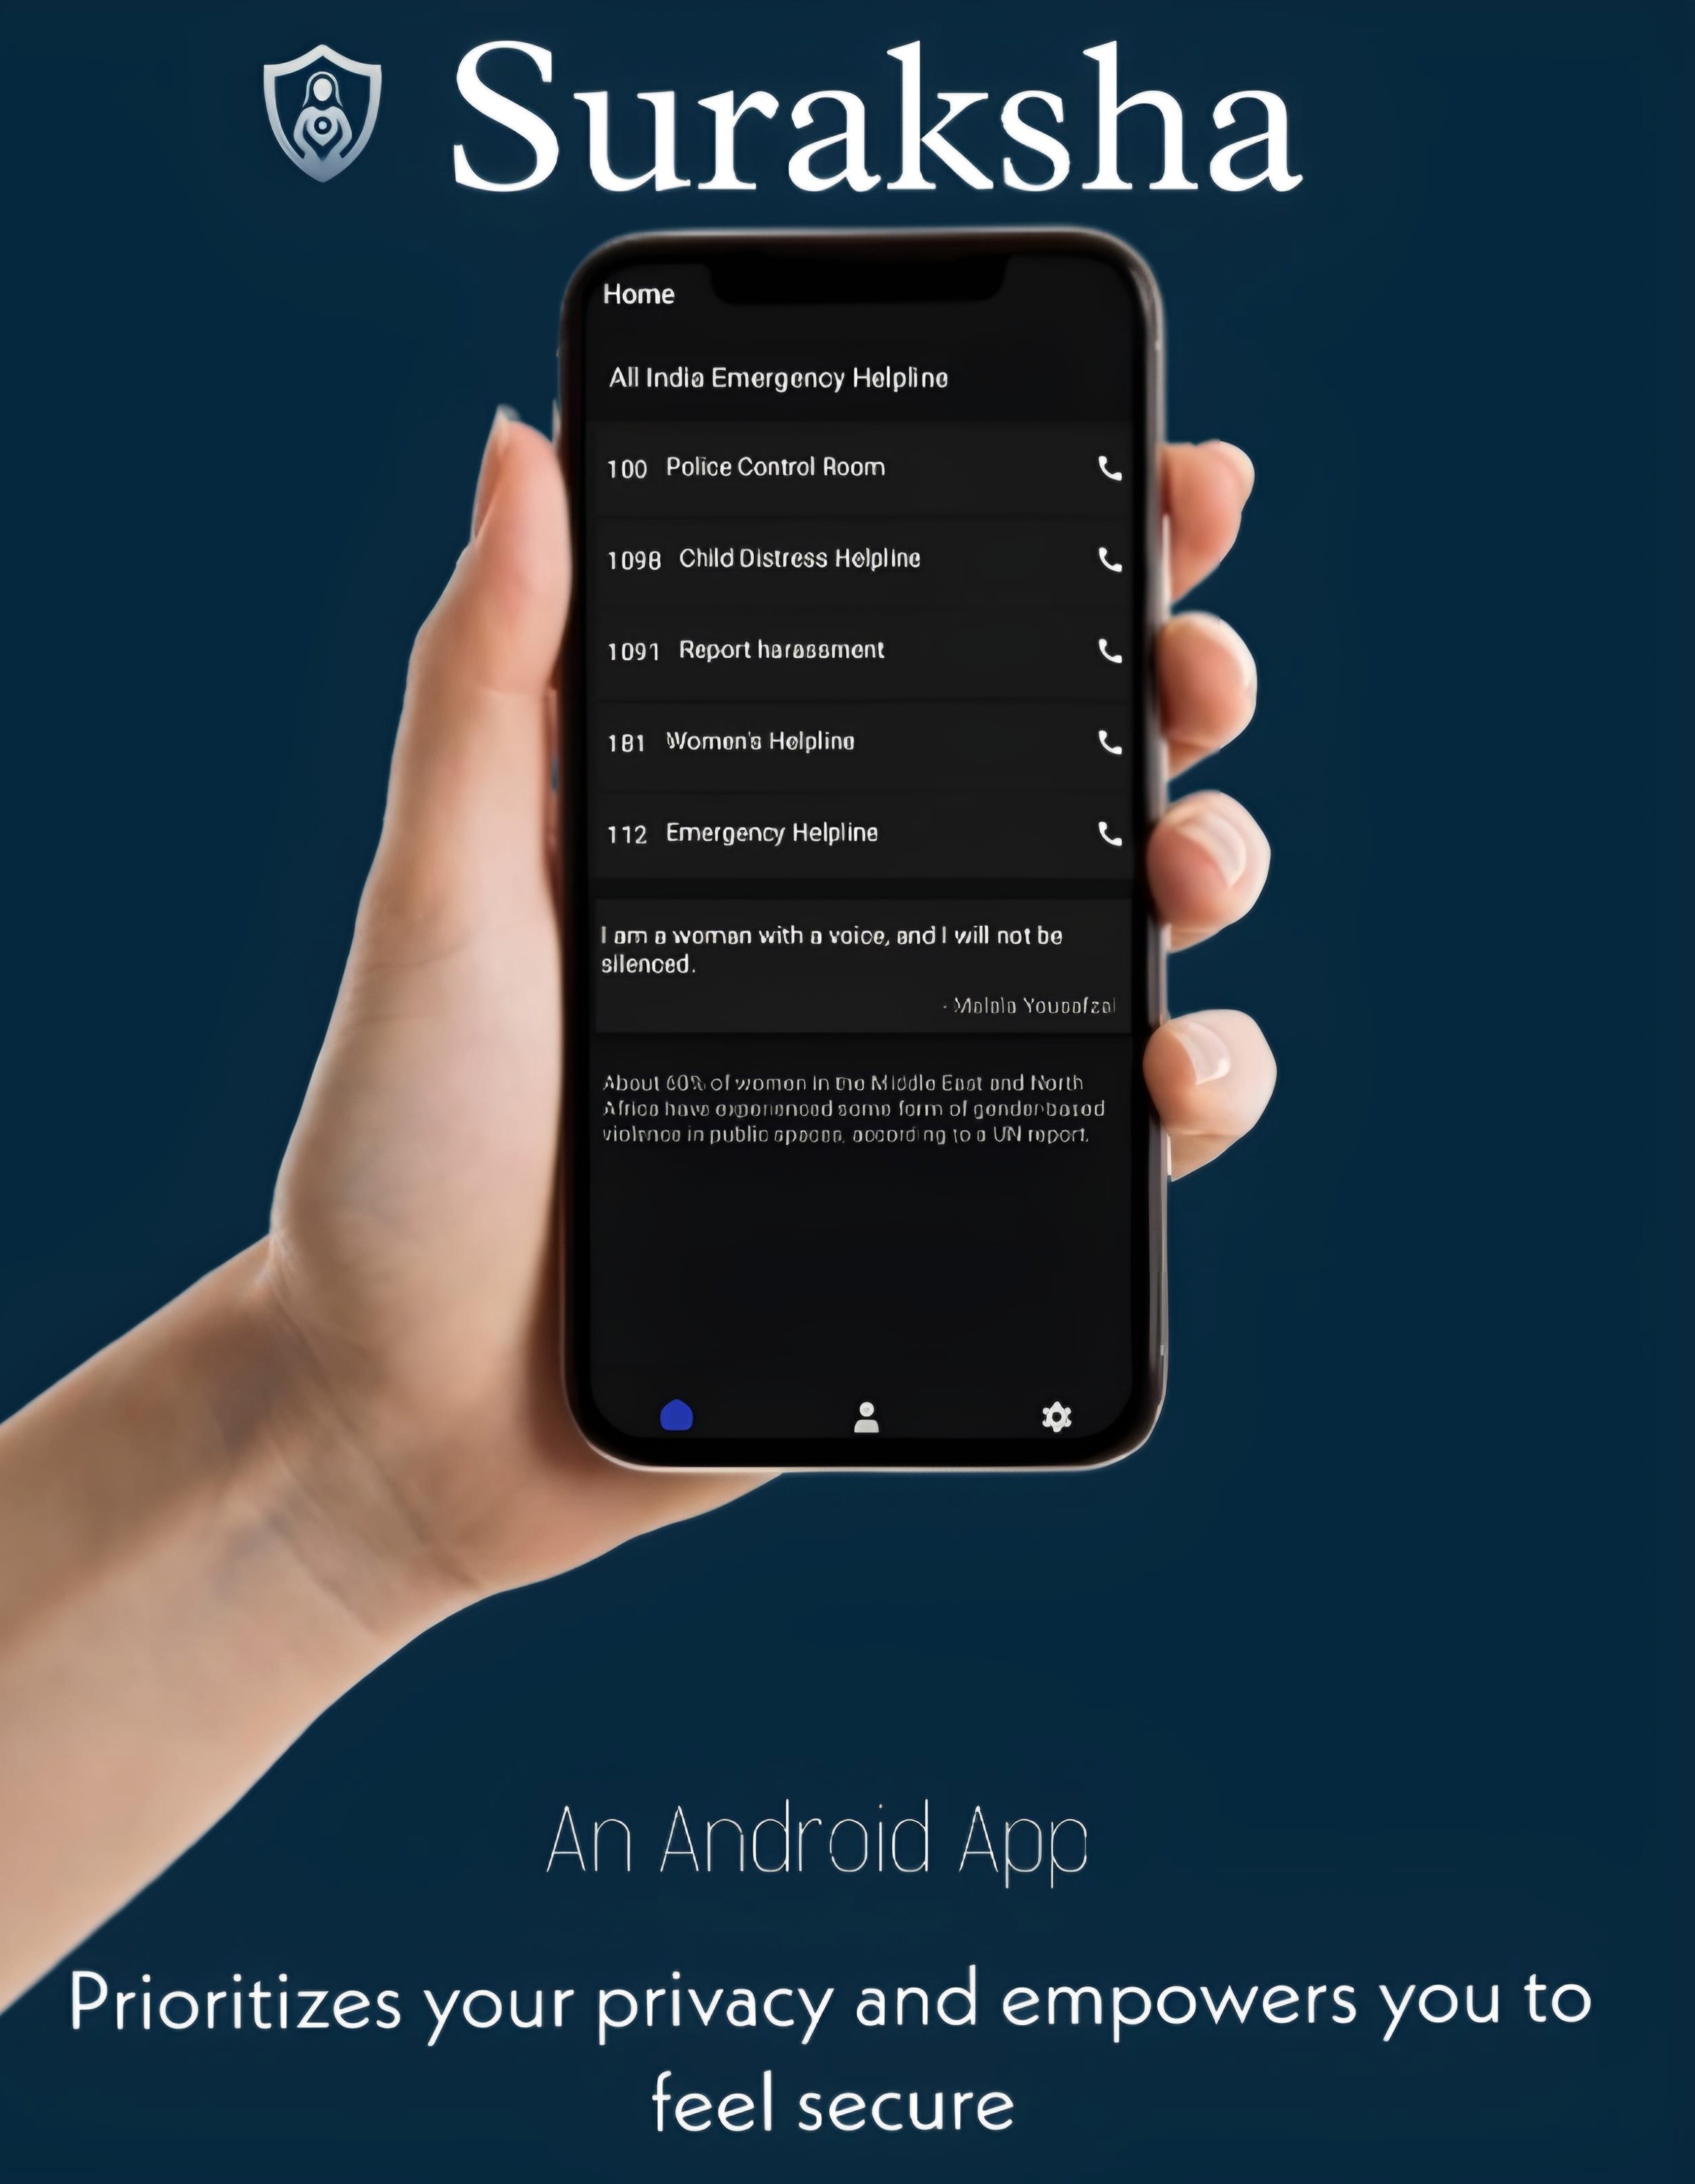 Suraksha
Home
All India Emergency Helpline
100 Police Control Room
1098 Child Distress Helpline
1091 Report harassment
181 Women's Helpline
112 Emergency Helpline
I am a woman with a voice, and I will not be
silenced.
- Malala Yousafzai
About 60% of women in the Middle East and North
Africa have experienced some form of gender-based
violence in public spaces, according to a UN report.
An Android App
Prioritizes your privacy and empowers you to
feel secure